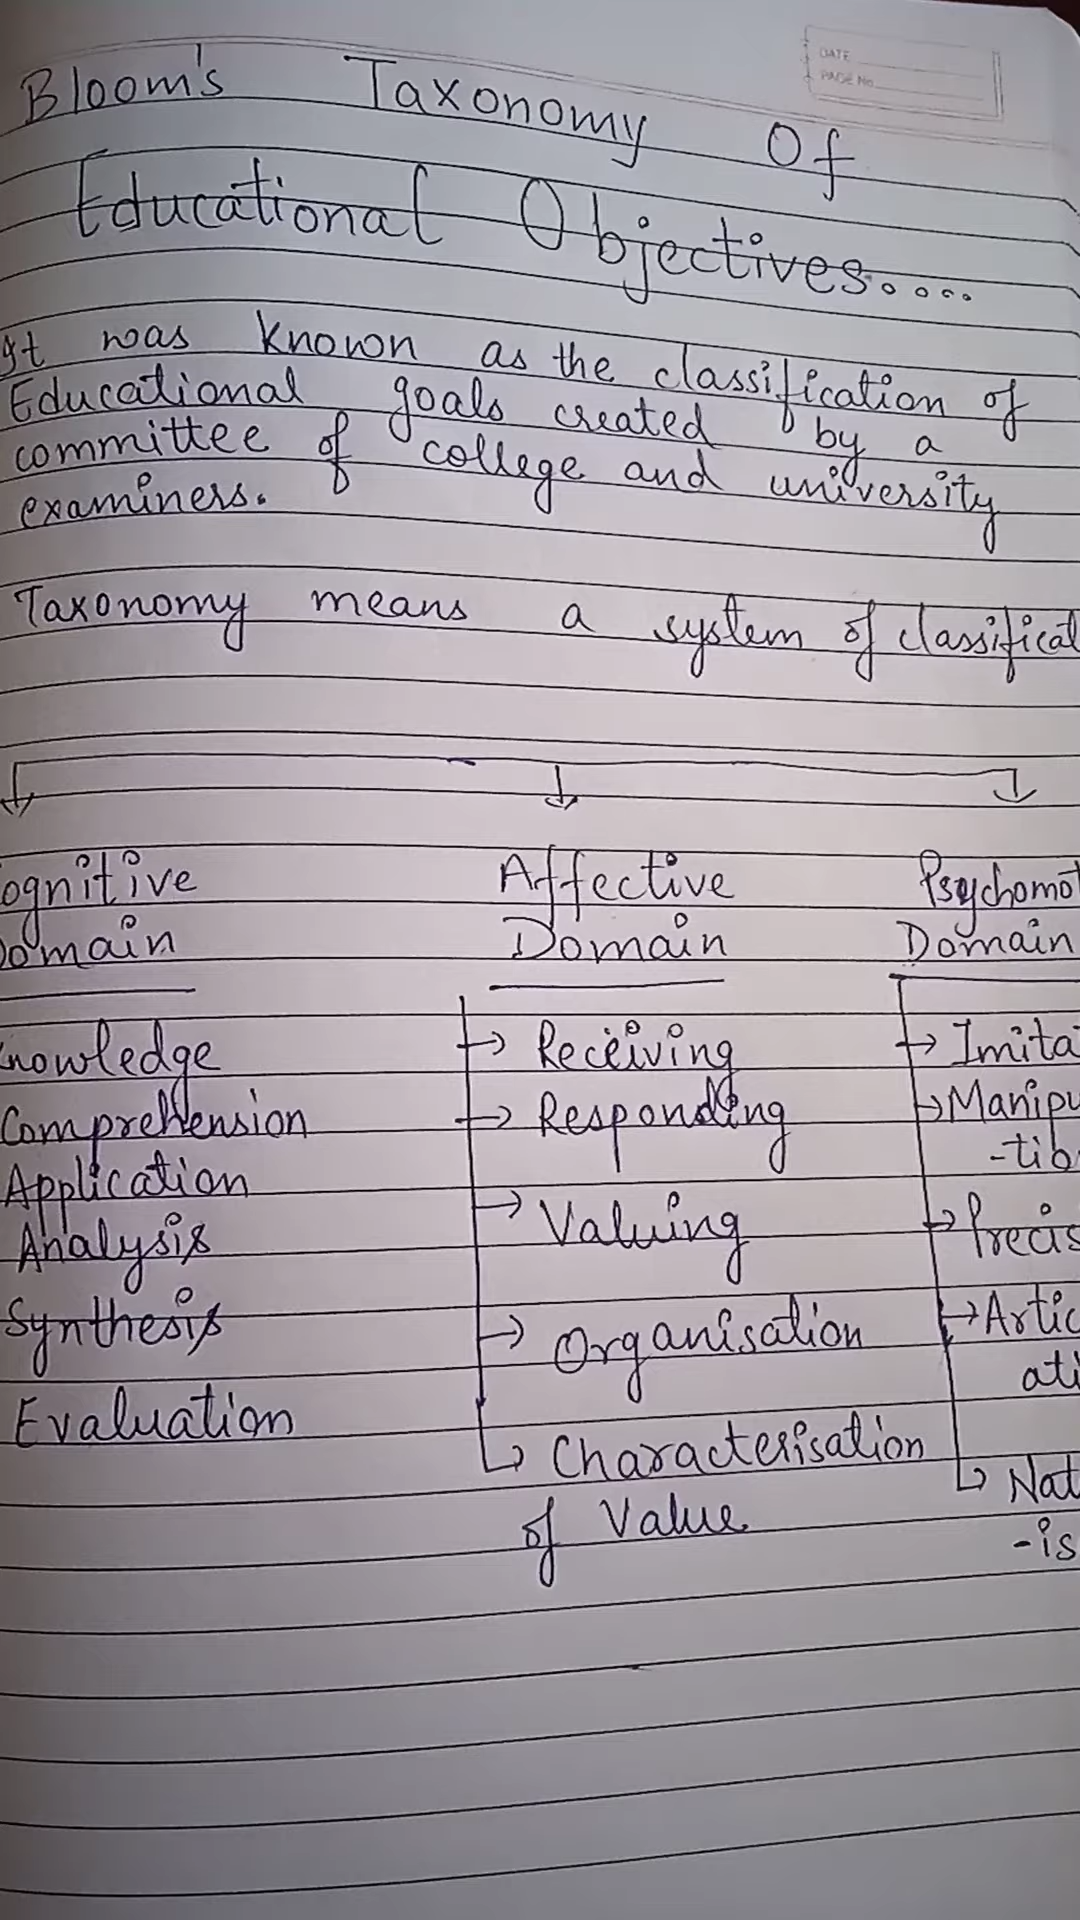 DATE
PAGE No.
Bloom's Taxonomy Of
Educational Objectives....
It was known as the classification of
Educational goals created by a
committee of college and university
examiners.
Taxonomy means a system of classificat
ognitive Affective Psychomot
Domain Domain Domain
Knowledge → Receiving → Imita
Comprehension → Responding → Manipu
-tio
Application
→ Valuing → Precis
Analysis
Synthesis → Organisation → Artic
ati
Evaluation
↳ Characterisation ↳ Nat
of Value -is